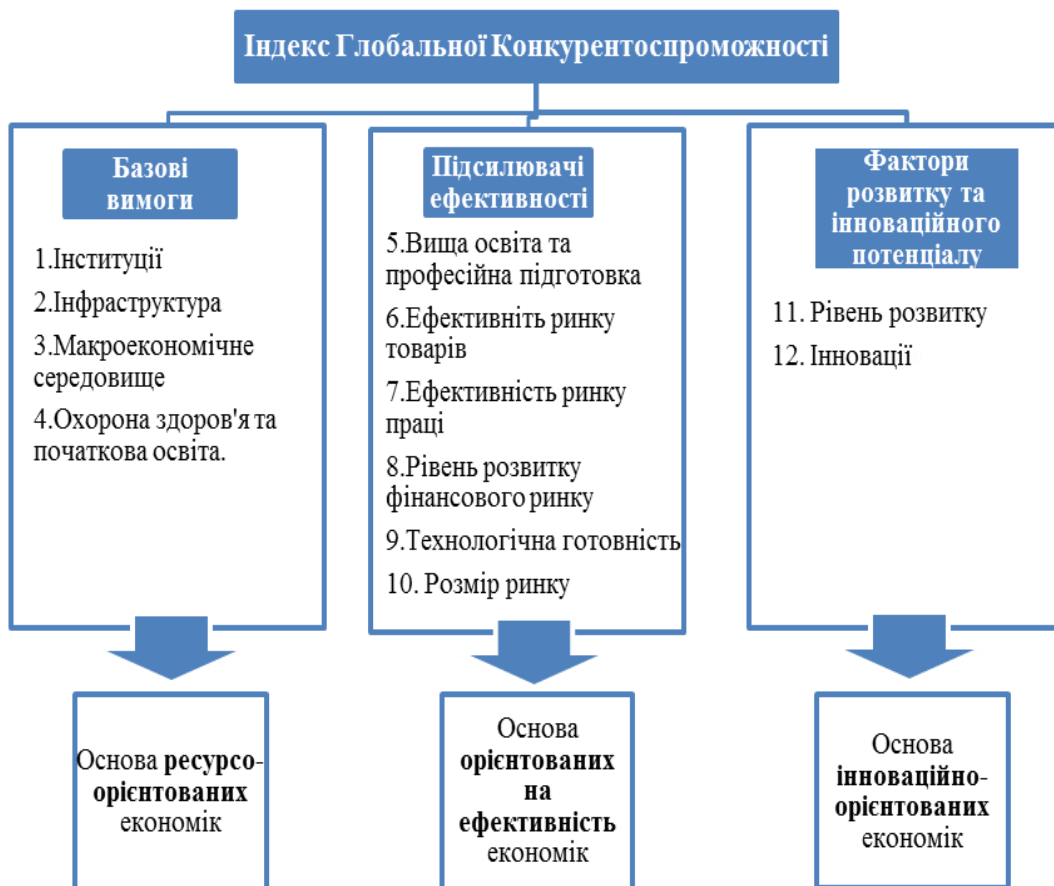 Індекс Глобальної Конкурентоспроможності
Базові
вимоги
1.Інституції
2.Інфраструктура
3.Макроекономічне
середовище
4.Охорона здоров'я та
початкова освіта.
Підсилювачі
ефективності
5.Вища освіта та
професійна підготовка
6.Ефективніть ринку
товарів
7.Ефективність ринку
праці
8.Рівень розвитку
фінансового ринку
9.Технологічна готовність
10. Розмір ринку
Фактори
розвитку та
інноваційного
потенціалу
11. Рівень розвитку
12. Інновації
Основа ресурсо-
орієнтованих
економік
Основа
орієнтованих
на
ефективність
економік
Основа
інноваційно-
орієнтованих
економік